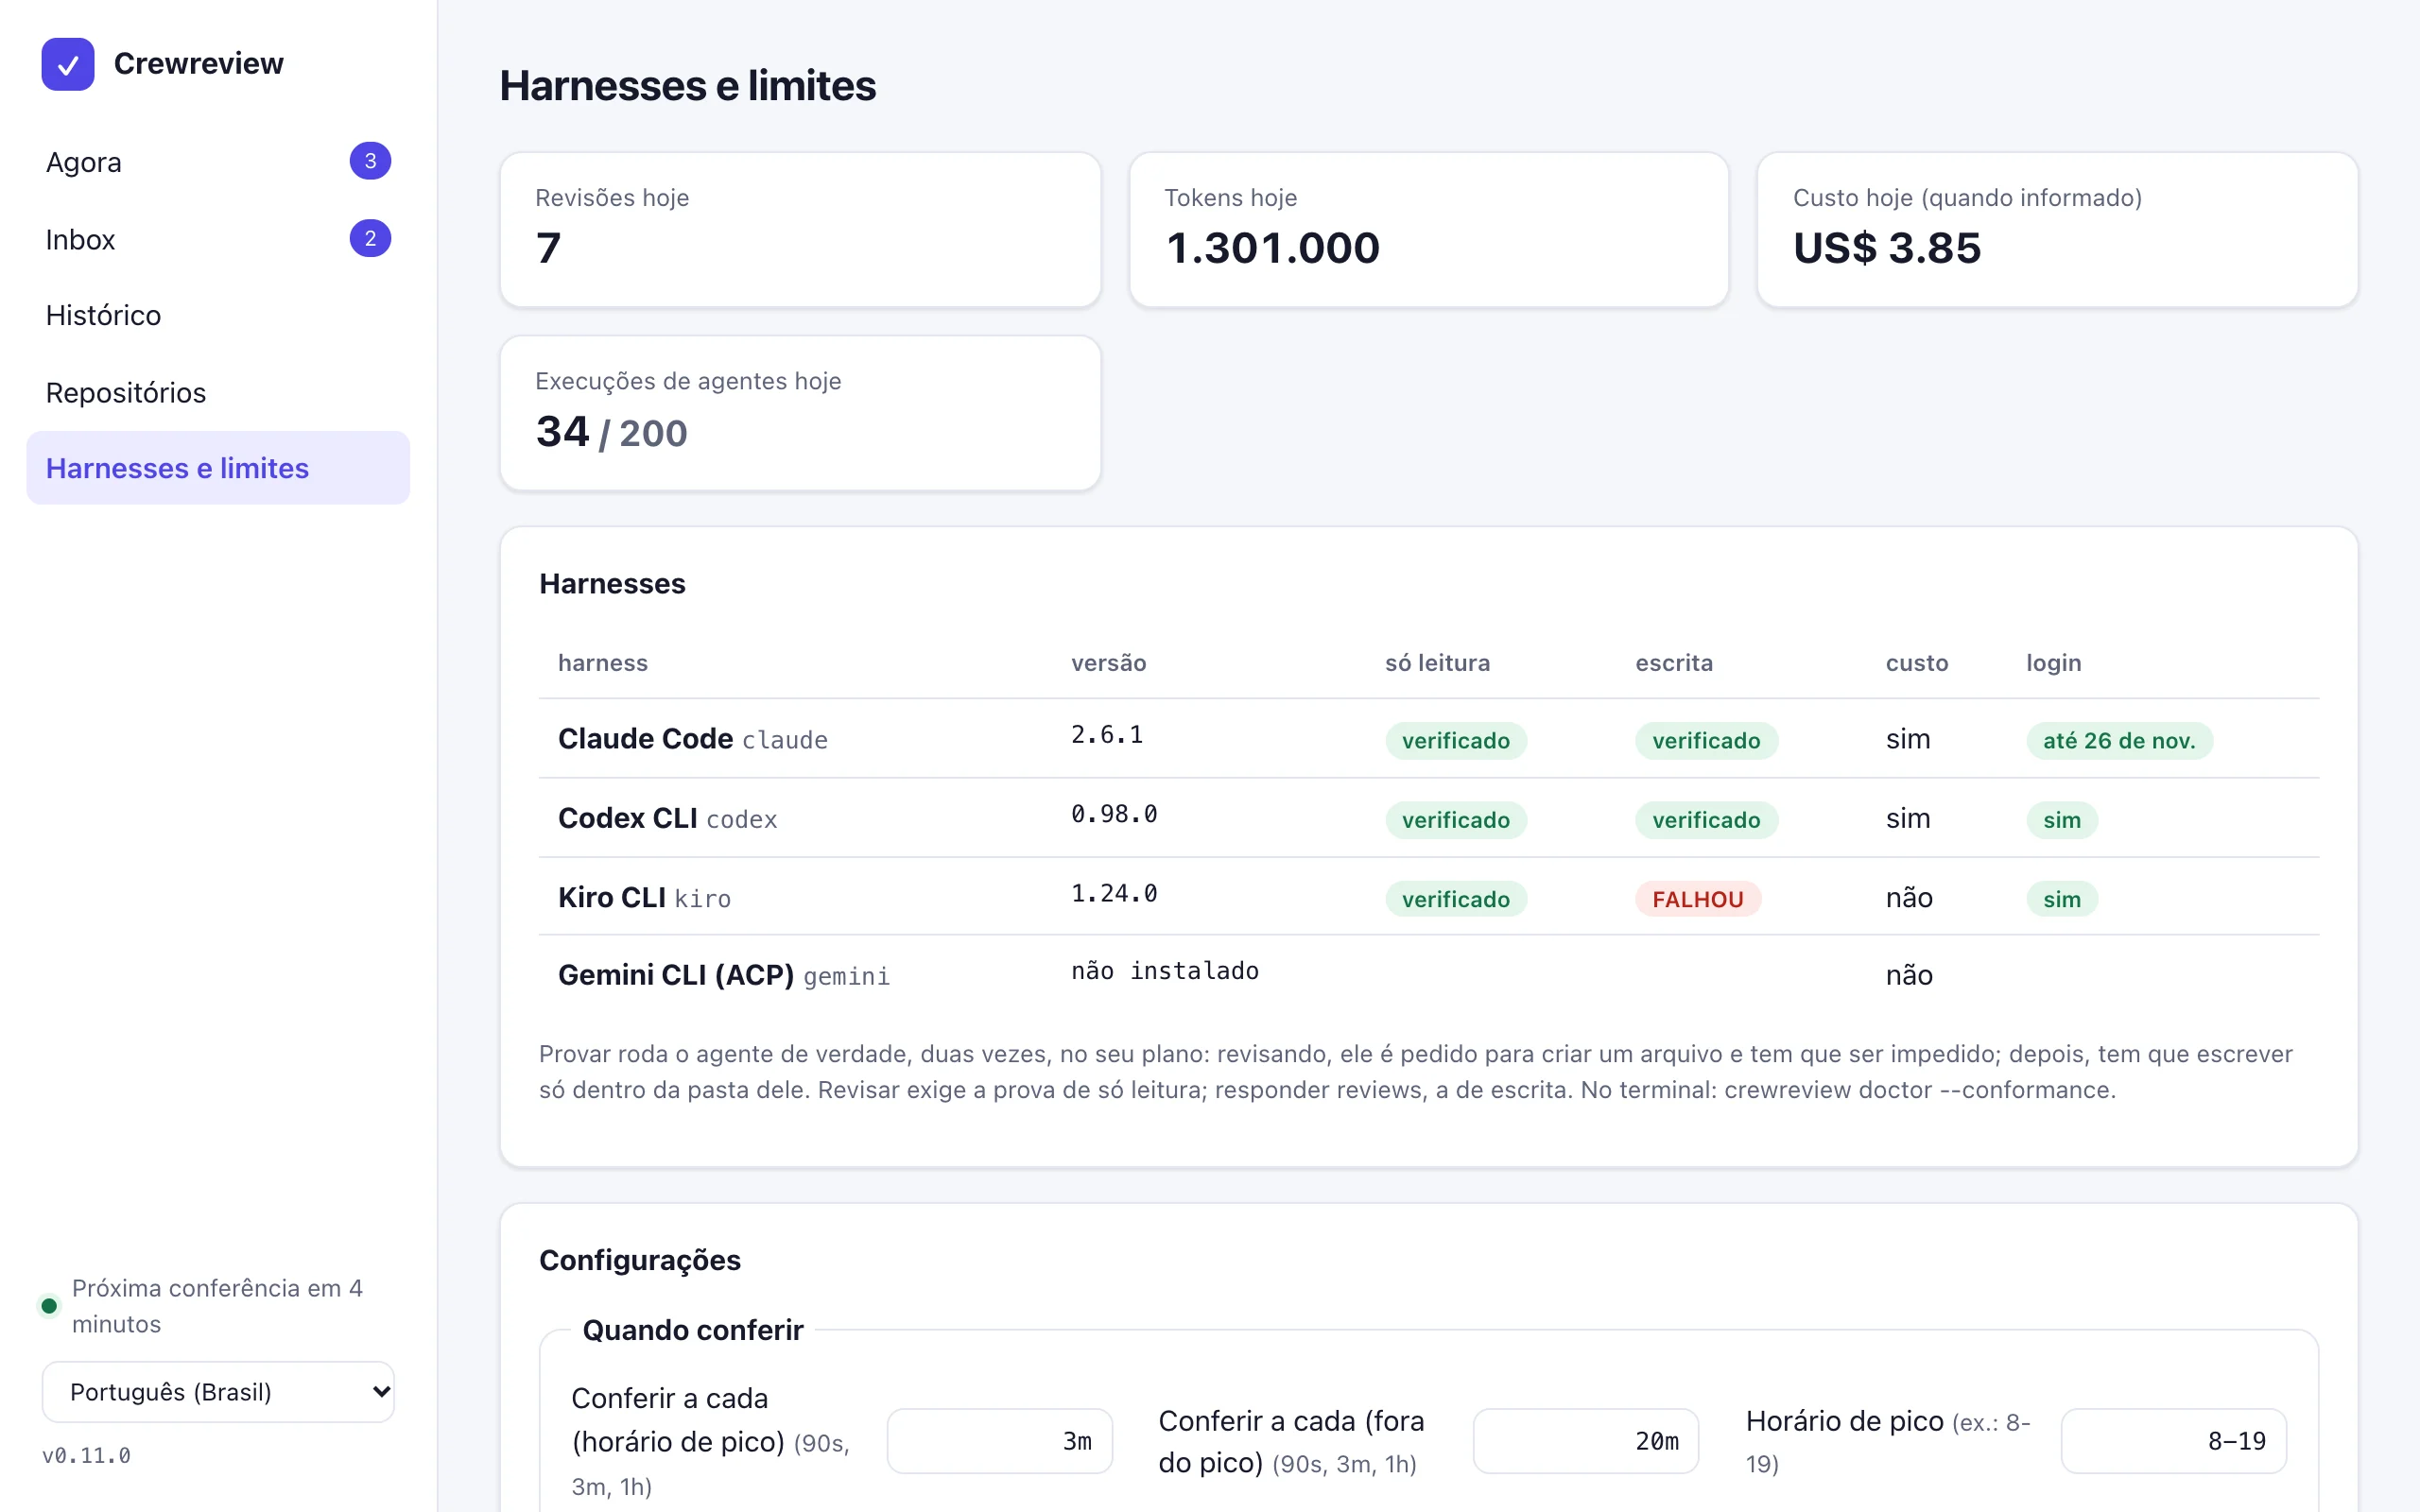 Crewreview
Agora 3
Inbox 2
Histórico
Repositórios
Harnesses e limites
Próxima conferência em 4
minutos
Português (Brasil)
v0.11.0
Harnesses e limites
Revisões hoje
7
Tokens hoje
1.301.000
Custo hoje (quando informado)
US$ 3.85
Execuções de agentes hoje
34 / 200
Harnesses
harness versão só leitura escrita custo login
Claude Code claude 2.6.1 verificado verificado sim até 26 de nov.
Codex CLI codex 0.98.0 verificado verificado sim sim
Kiro CLI kiro 1.24.0 verificado FALHOU não sim
Gemini CLI (ACP) gemini não instalado não
Provar roda o agente de verdade, duas vezes, no seu plano: revisando, ele é pedido para criar um arquivo e tem que ser impedido; depois, tem que escrever
só dentro da pasta dele. Revisar exige a prova de só leitura; responder reviews, a de escrita. No terminal: crewreview doctor --conformance.
Configurações
Quando conferir
Conferir a cada
(horário de pico) (90s,
3m, 1h)
3m
Conferir a cada (fora
do pico) (90s, 3m, 1h)
20m
Horário de pico (ex.: 8-
19)
8–19